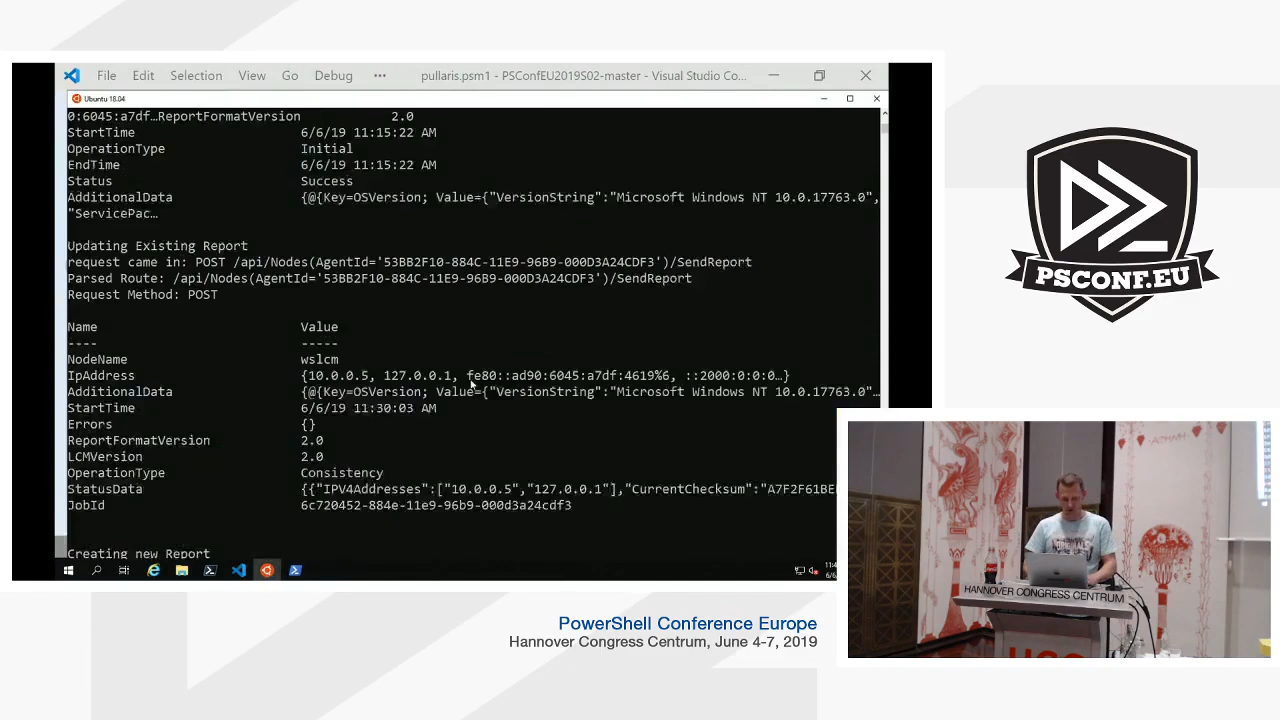 File Edit Selection View Go Debug ••• pullaris.psm1 - PSConfEU2019S02-master - Visual Studio Co...
Ubuntu 18.04
0:6045:a7df…ReportFormatVersion 2.0
StartTime 6/6/19 11:15:22 AM
OperationType Initial
EndTime 6/6/19 11:15:22 AM
Status Success
AdditionalData {@{Key=OSVersion; Value={"VersionString":"Microsoft Windows NT 10.0.17763.0",
"ServicePac…
Updating Existing Report
request came in: POST /api/Nodes(AgentId='53BB2F10-884C-11E9-96B9-000D3A24CDF3')/SendReport
Parsed Route: /api/Nodes(AgentId='53BB2F10-884C-11E9-96B9-000D3A24CDF3')/SendReport
Request Method: POST
Name Value
---- -----
NodeName wslcm
IpAddress {10.0.0.5, 127.0.0.1, fe80::ad90:6045:a7df:4619%6, ::2000:0:0:0…}
AdditionalData {@{Key=OSVersion; Value={"VersionString":"Microsoft Windows NT 10.0.17763.0"…
StartTime 6/6/19 11:30:03 AM
Errors {}
ReportFormatVersion 2.0
LCMVersion 2.0
OperationType Consistency
StatusData {{"IPV4Addresses":["10.0.0.5","127.0.0.1"],"CurrentChecksum":"A7F2F61BE
JobId 6c720452-884e-11e9-96b9-000d3a24cdf3
Creating new Report
PSCONF.EU
HANNOVER CONGRESS CENTRUM
PowerShell Conference Europe
Hannover Congress Centrum, June 4-7, 2019